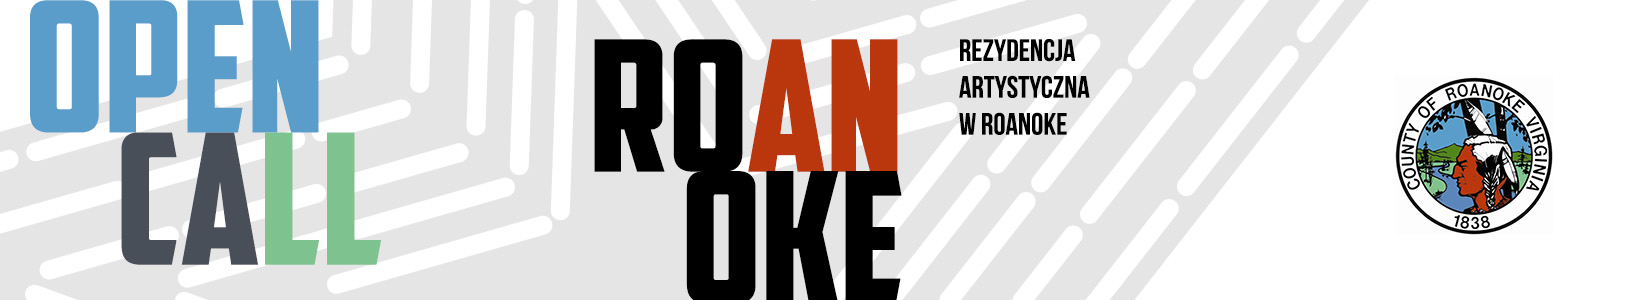 OPEN
CALL
ROAN
OKE
REZYDENCJA
ARTYSTYCZNA
W ROANOKE
COUNTY OF ROANOKE VIRGINIA
1838